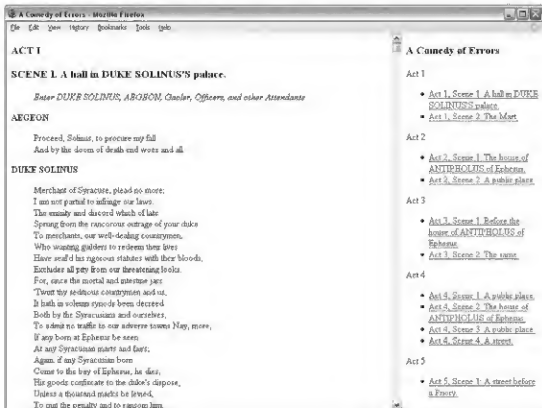 A Comedy of Errors - Mozilla Firefox
File Edit View History Bookmarks Tools Help
ACT I
SCENE I. A hall in DUKE SOLINUS'S palace.
Enter DUKE SOLINUS, AEGEON, Gaoler, Officers, and other Attendants
AEGEON
Proceed, Solinus, to procure my fall
And by the doom of death end woes and all.
DUKE SOLINUS
Merchant of Syracuse, plead no more;
I am not partial to infringe our laws:
The enmity and discord which of late
Sprung from the rancorous outrage of your duke
To merchants, our well-dealing countrymen,
Who wanting guilders to redeem their lives
Have seal'd his rigorous statutes with their bloods,
Excludes all pity from our threatening looks.
For, since the mortal and intestine jars
'Twixt thy seditious countrymen and us,
It hath in solemn synods been decreed
Both by the Syracusians and ourselves,
To admit no traffic to our adverse towns Nay, more,
If any born at Ephesus be seen
At any Syracusian marts and fairs;
Again: if any Syracusian born
Come to the bay of Ephesus, he dies,
His goods confiscate to the duke's dispose,
Unless a thousand marks be levied,
To quit the penalty and to ransom him.
A Comedy of Errors
Act 1
Act 1, Scene 1: A hall in DUKE
SOLINUS'S palace.
Act 1, Scene 2: The Mart.
Act 2
Act 2, Scene 1: The house of
ANTIPHOLUS of Ephesus.
Act 2, Scene 2: A public place.
Act 3
Act 3, Scene 1: Before the
house of ANTIPHOLUS of
Ephesus.
Act 3, Scene 2: The same.
Act 4
Act 4, Scene 1: A public place.
Act 4, Scene 2: The house of
ANTIPHOLUS of Ephesus.
Act 4, Scene 3: A public place.
Act 4, Scene 4: A street.
Act 5
Act 5, Scene 1: A street before
a Priory.